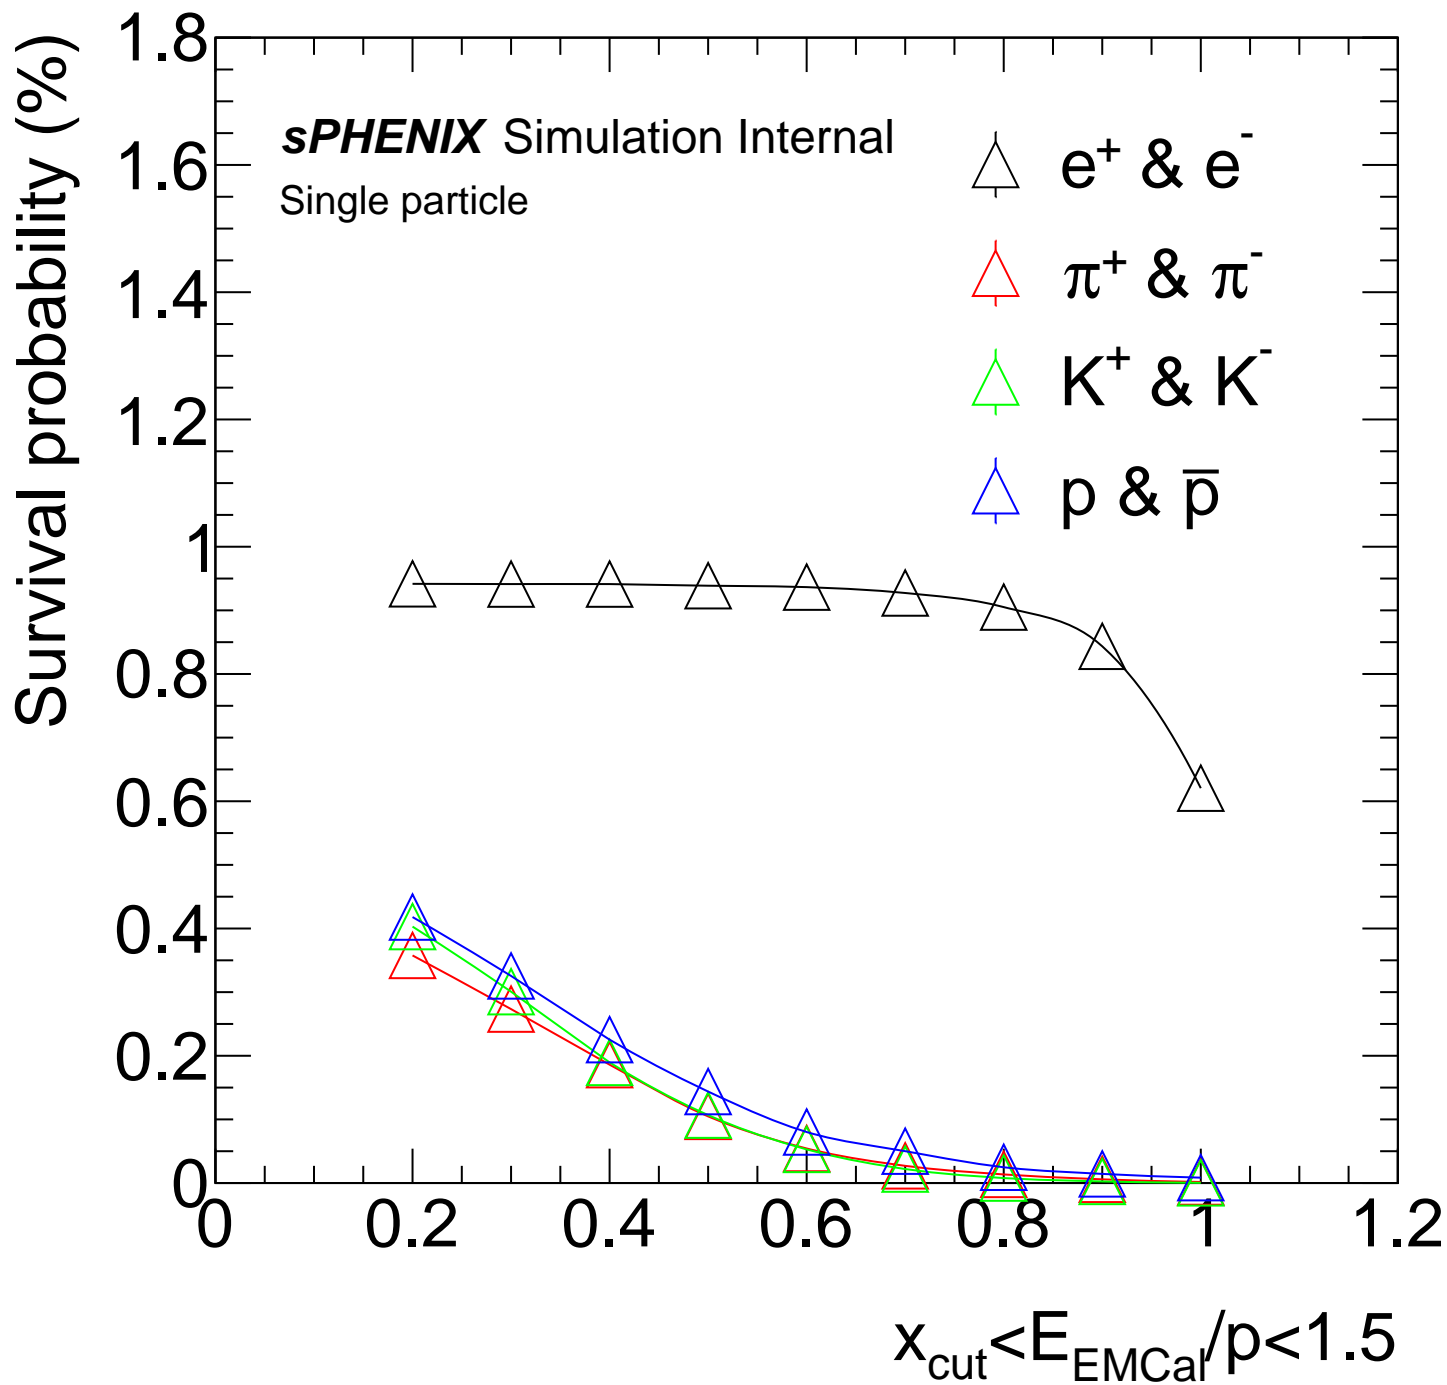 Survival probability (%)
1.8
1.6
1.4
1.2
1
0.8
0.6
0.4
0.2
0
sPHENIX Simulation Internal
Single particle
e⁺ & e⁻
π⁺ & π⁻
K⁺ & K⁻
p & p̅
0 0.2 0.4 0.6 0.8 1 1.2
x_cut<E_EMCal/p<1.5